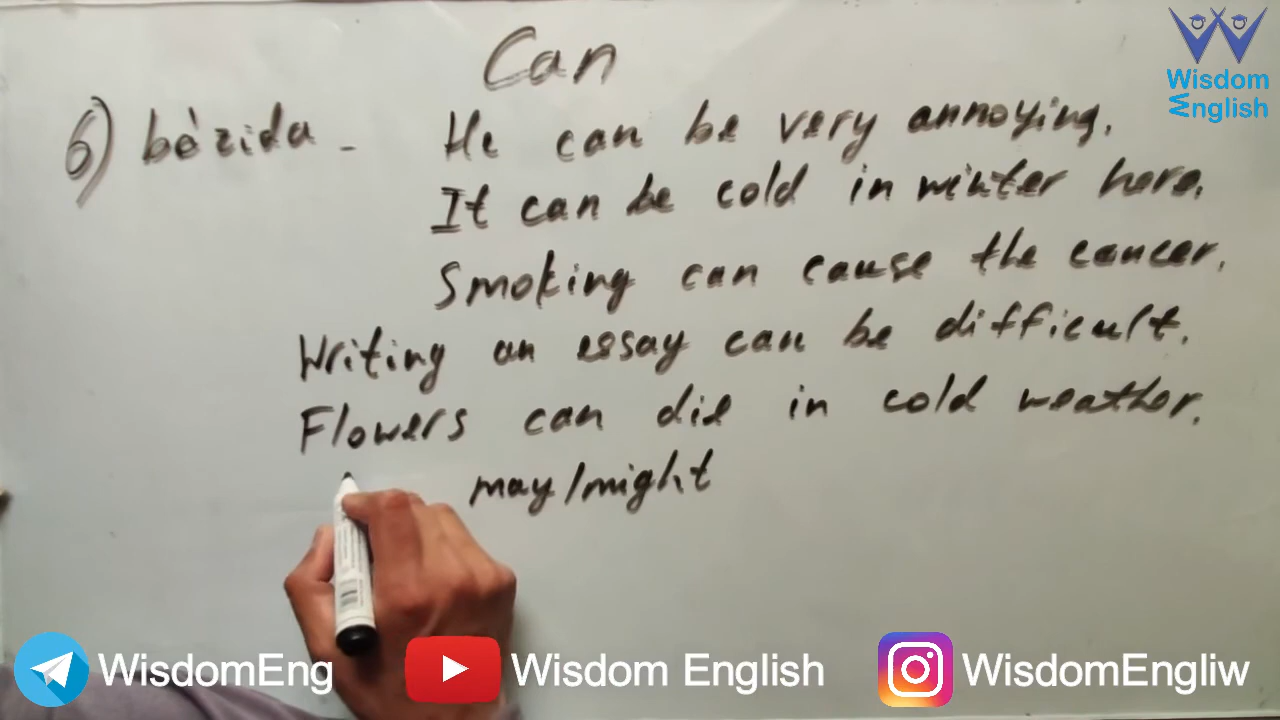 Can
Wisdom
English
6) ba'zida - He can be very annoying.
It can be cold in winter here.
Smoking can cause the cancer.
Writing an essay can be difficult.
Flowers can die in cold weather.
may/might
WisdomEng
Wisdom English
WisdomEngliw